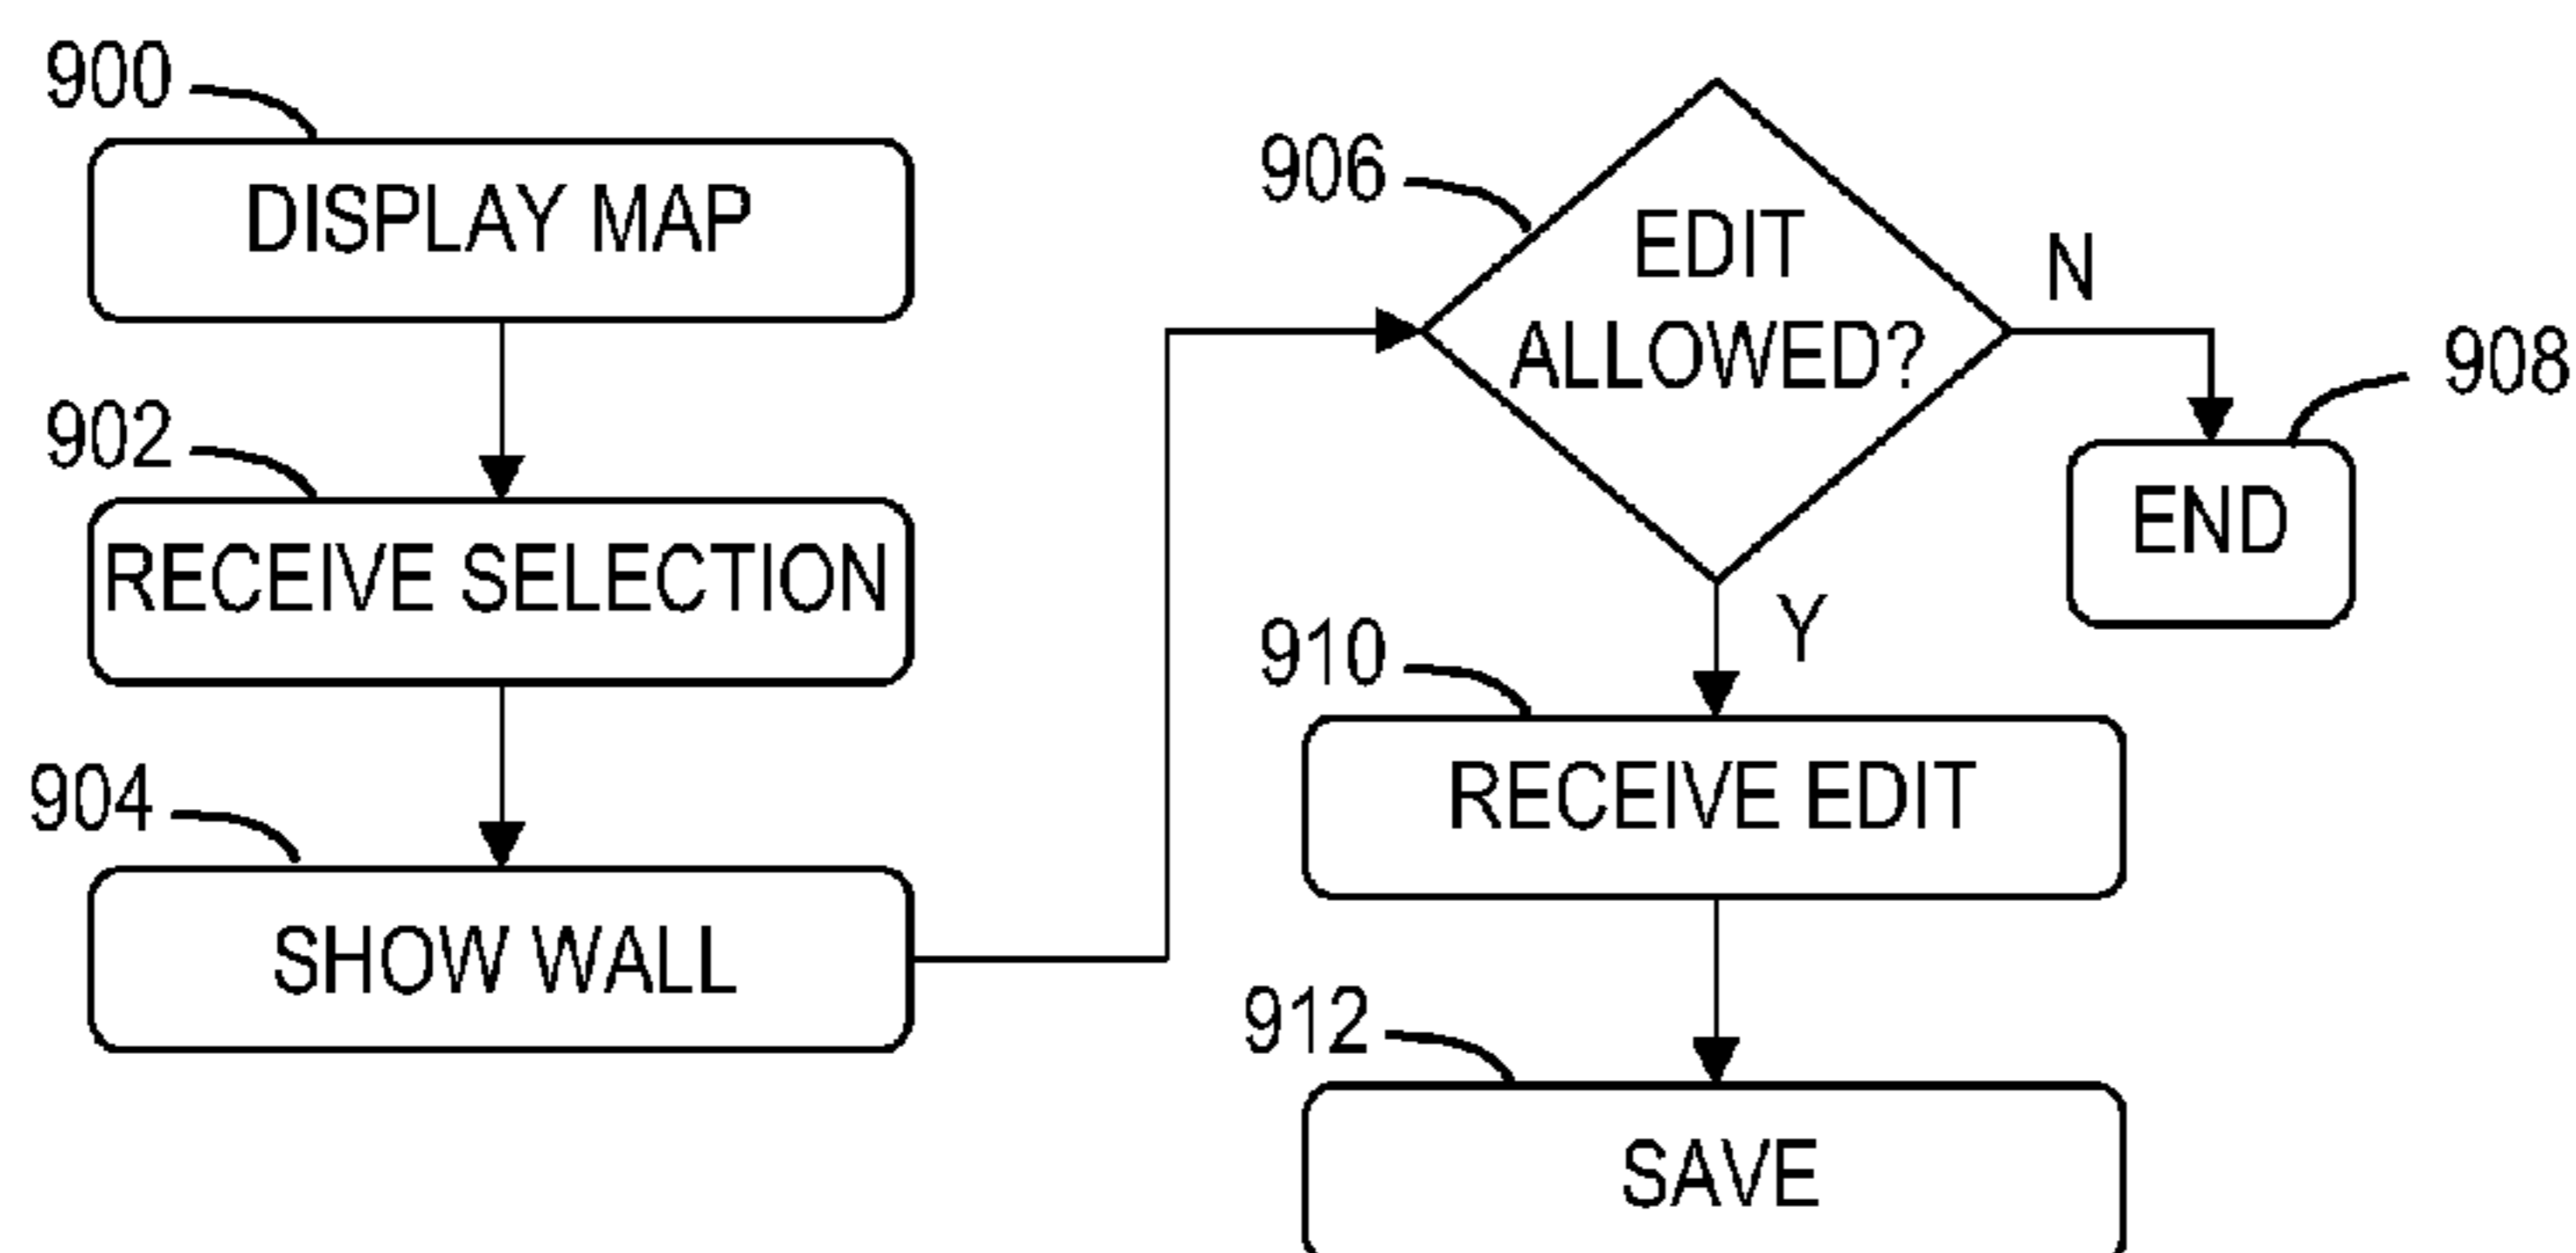 900
DISPLAY MAP
902
RECEIVE SELECTION
904
SHOW WALL
906
EDIT
ALLOWED?
N
908
END
Y
910
RECEIVE EDIT
912
SAVE